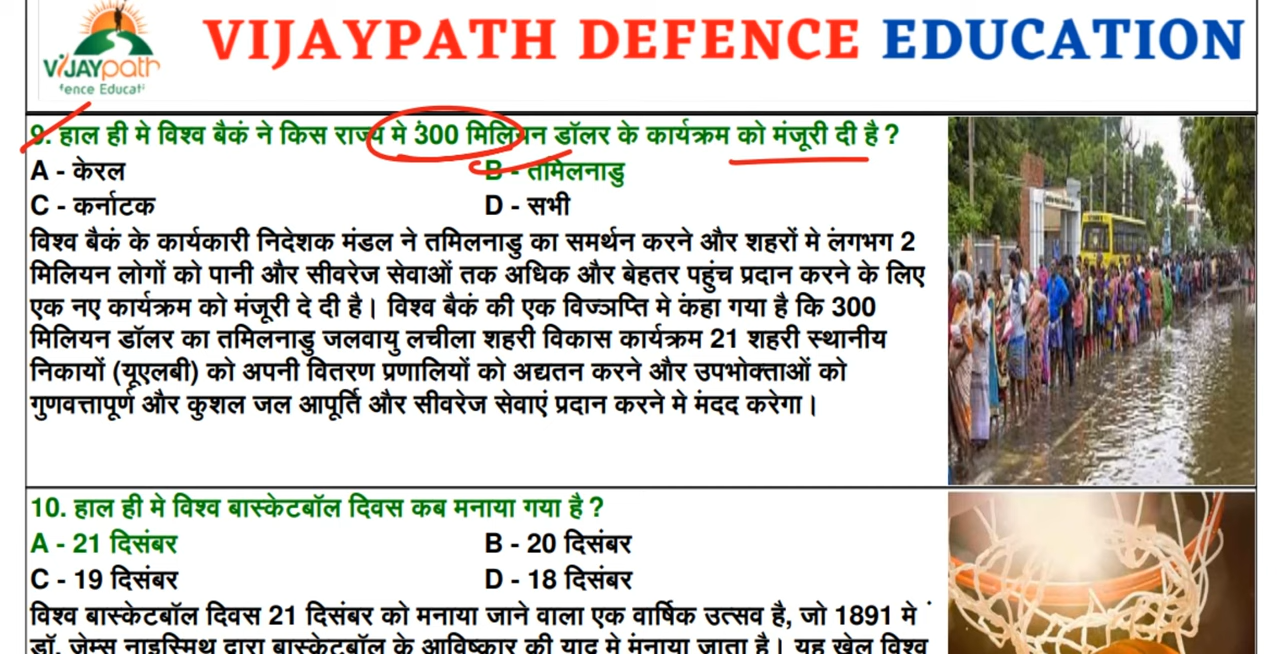 VIJAYPATH DEFENCE EDUCATION
VIJAYpath
fence Educati
9. हाल ही मे विश्व बैकं ने किस राज्य मे 300 मिलियन डॉलर के कार्यक्रम को मंजूरी दी है ?
A - केरल
B - तमिलनाडु
C - कर्नाटक
D - सभी
विश्व बैकं के कार्यकारी निदेशक मंडल ने तमिलनाडु का समर्थन करने और शहरों मे लंगभग 2
मिलियन लोगों को पानी और सीवरेज सेवाओं तक अधिक और बेहतर पहुंच प्रदान करने के लिए
एक नए कार्यक्रम को मंजूरी दे दी है। विश्व बैकं की एक विज्ञप्ति मे कंहा गया है कि 300
मिलियन डॉलर का तमिलनाडु जलवायु लचीला शहरी विकास कार्यक्रम 21 शहरी स्थानीय
निकायों (यूएलबी) को अपनी वितरण प्रणालियों को अद्यतन करने और उपभोक्ताओं को
गुणवत्तापूर्ण और कुशल जल आपूर्ति और सीवरेज सेवाएं प्रदान करने मे मंदद करेगा।
10. हाल ही मे विश्व बास्केटबॉल दिवस कब मनाया गया है ?
A - 21 दिसंबर
B - 20 दिसंबर
C - 19 दिसंबर
D - 18 दिसंबर
विश्व बास्केटबॉल दिवस 21 दिसंबर को मनाया जाने वाला एक वार्षिक उत्सव है, जो 1891 मे ं
डॉ. जेम्स नाइस्मिथ द्वारा बास्केटबॉल के आविष्कार की याद मे मंनाया जाता है। यह खेल विश्व